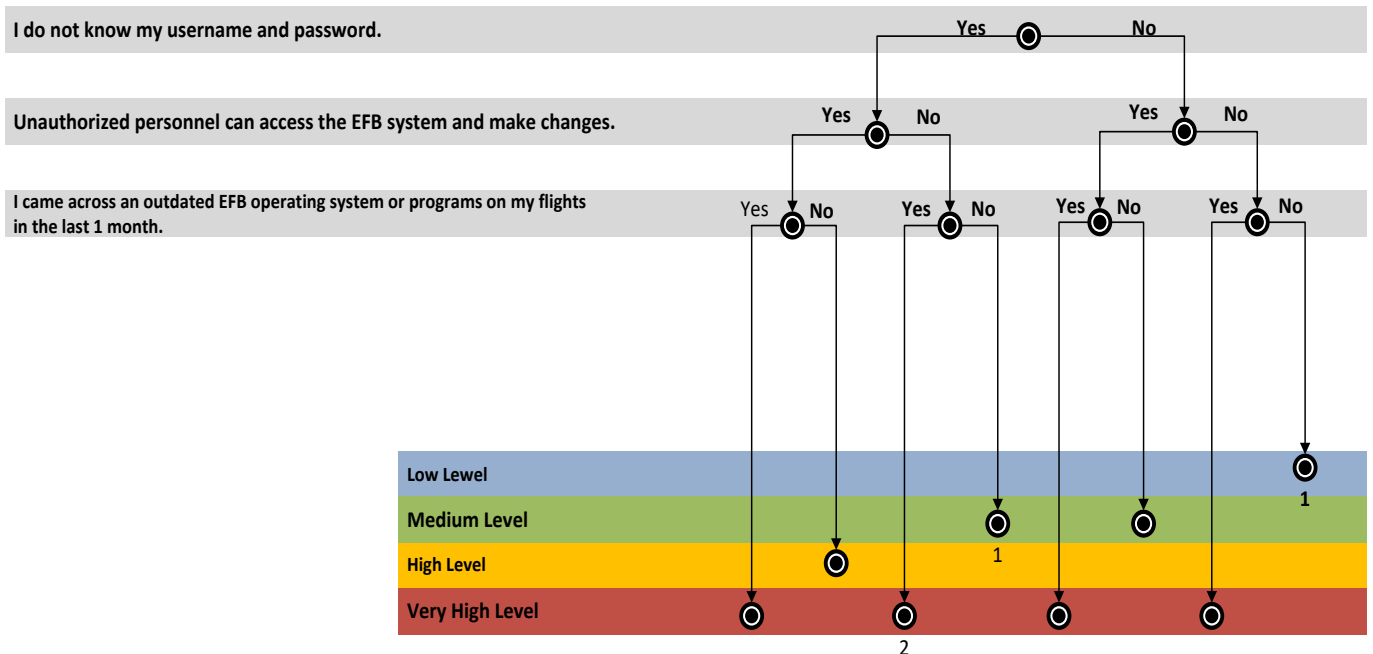 I do not know my username and password.
Yes No
Unauthorized personnel can access the EFB system and make changes.
Yes No Yes No
I came across an outdated EFB operating system or programs on my flights
in the last 1 month.
Yes No Yes No Yes No Yes No
Low Lewel
1
Medium Level
1
High Level
Very High Level
2